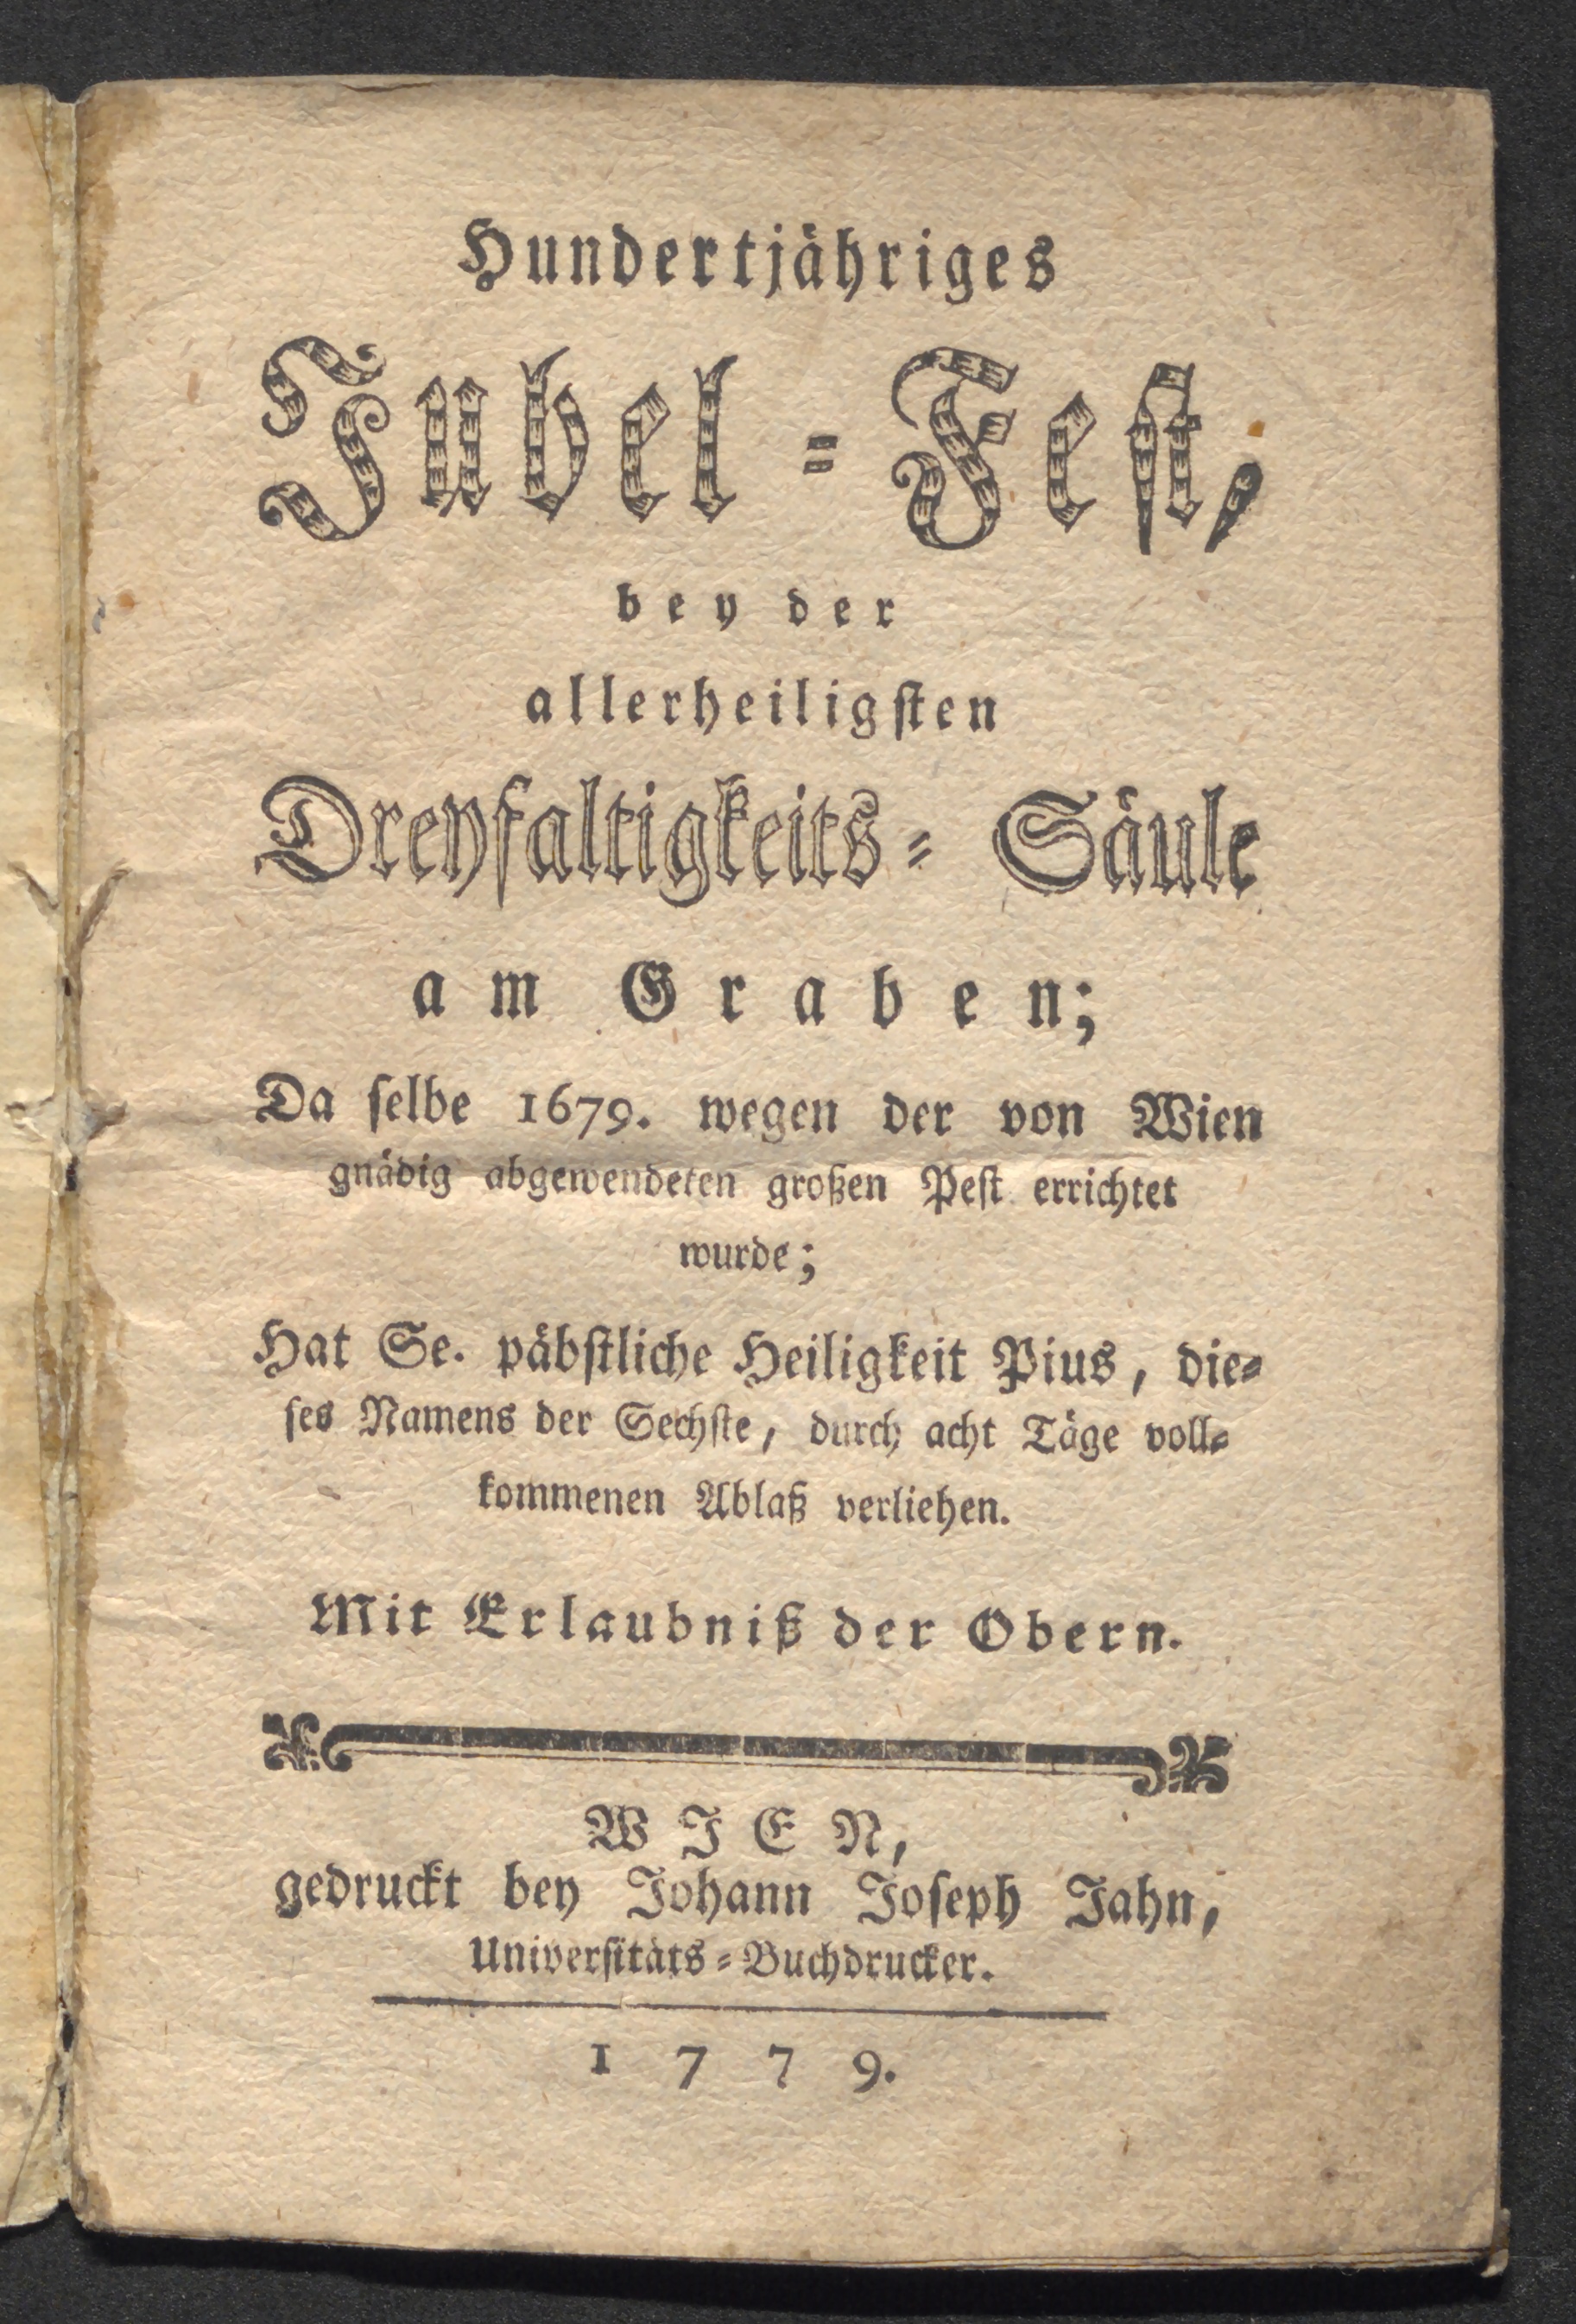 Hundertjähriges
Jubel-Fest,
bey der
allerheiligsten
Dreyfaltigkeits-Säule
am Graben;
Da selbe 1679. wegen der von Wien
gnädig abgewendeten großen Pest errichtet
wurde;
Hat Se. päbstliche Heiligkeit Pius, die-
ses Namens der Sechste, durch acht Täge voll-
kommenen Ablaß verliehen.
Mit Erlaubniß der Obern.
WIEN,
gedruckt bey Johann Joseph Jahn,
Universitäts-Buchdrucker.
1779.